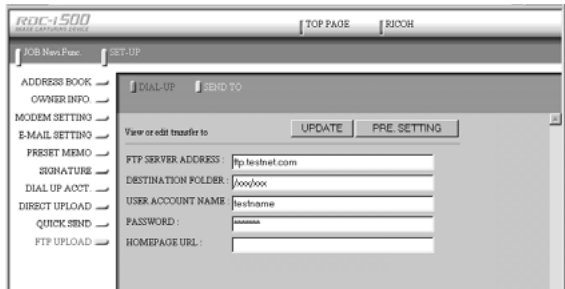 RDC-i500
IMAGE CAPTURING DEVICE
TOP PAGE
RICOH
JOB Navi.Func.
SET-UP
ADDRESS BOOK
OWNER INFO.
MODEM SETTING
E-MAIL SETTING
PRESET MEMO
SIGNATURE
DIAL UP ACCT.
DIRECT UPLOAD
QUICK SEND
FTP UPLOAD
DIAL-UP
SEND TO
View or edit transfer to
UPDATE
PRE. SETTING
FTP SERVER ADDRESS : ftp.testnet.com
DESTINATION FOLDER : /xxx/xxx
USER ACCOUNT NAME : testname
PASSWORD : *******
HOMEPAGE URL :